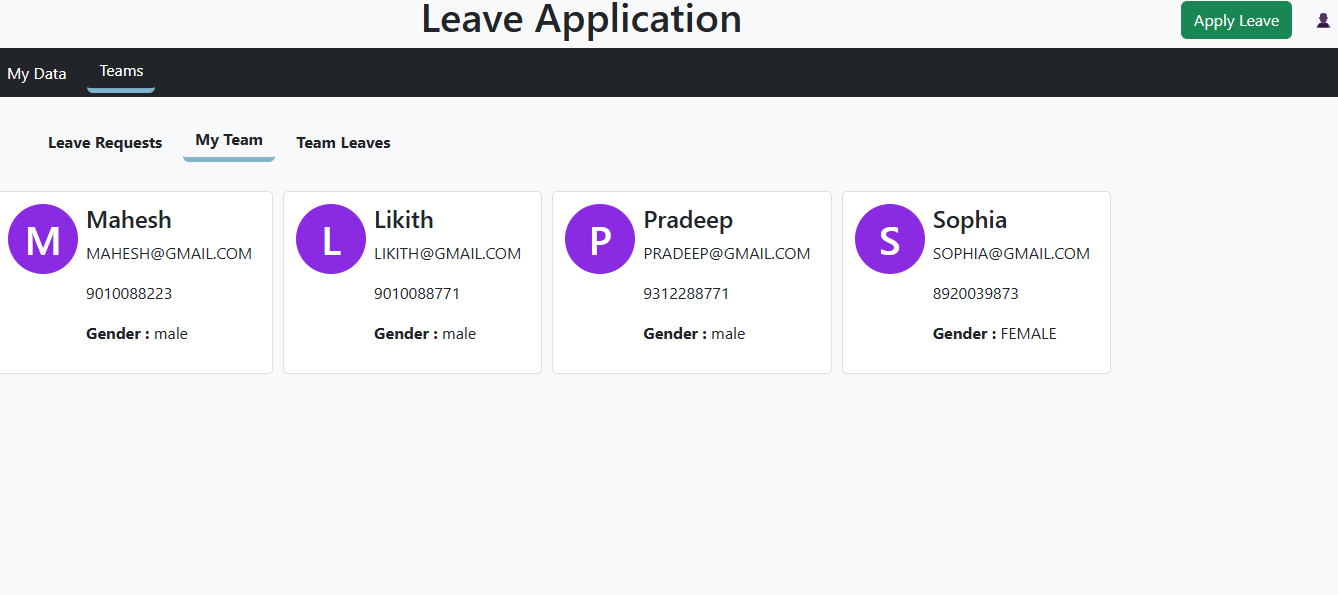 Leave Application
Apply Leave
My Data
Teams
Leave Requests
My Team
Team Leaves
M
Mahesh
MAHESH@GMAIL.COM
9010088223
Gender : male
L
Likith
LIKITH@GMAIL.COM
9010088771
Gender : male
P
Pradeep
PRADEEP@GMAIL.COM
9312288771
Gender : male
S
Sophia
SOPHIA@GMAIL.COM
8920039873
Gender : FEMALE